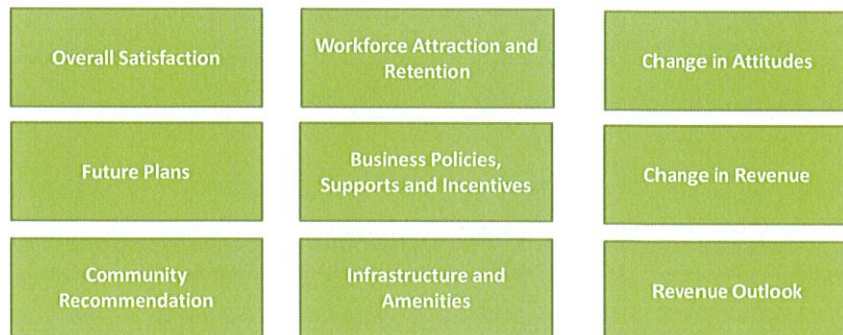 Overall Satisfaction
Workforce Attraction and
Retention
Change in Attitudes
Future Plans
Business Policies,
Supports and Incentives
Change in Revenue
Community
Recommendation
Infrastructure and
Amenities
Revenue Outlook